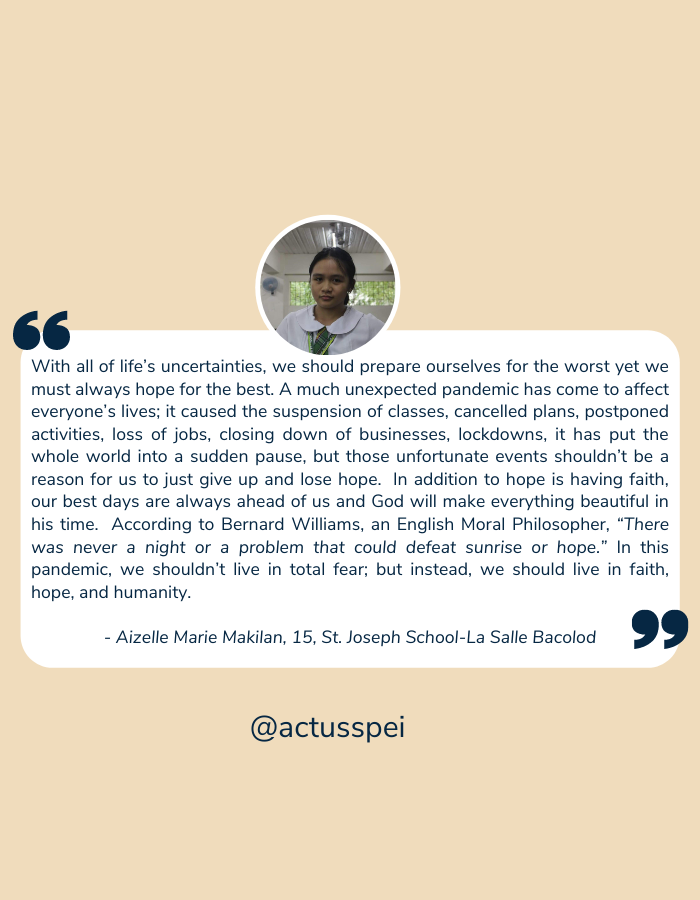 With all of life’s uncertainties, we should prepare ourselves for the worst yet we
must always hope for the best. A much unexpected pandemic has come to affect
everyone’s lives; it caused the suspension of classes, cancelled plans, postponed
activities, loss of jobs, closing down of businesses, lockdowns, it has put the
whole world into a sudden pause, but those unfortunate events shouldn’t be a
reason for us to just give up and lose hope.  In addition to hope is having faith,
our best days are always ahead of us and God will make everything beautiful in
his time.  According to Bernard Williams, an English Moral Philosopher, “There
was never a night or a problem that could defeat sunrise or hope.” In this
pandemic, we shouldn’t live in total fear; but instead, we should live in faith,
hope, and humanity.
- Aizelle Marie Makilan, 15, St. Joseph School-La Salle Bacolod
@actusspei